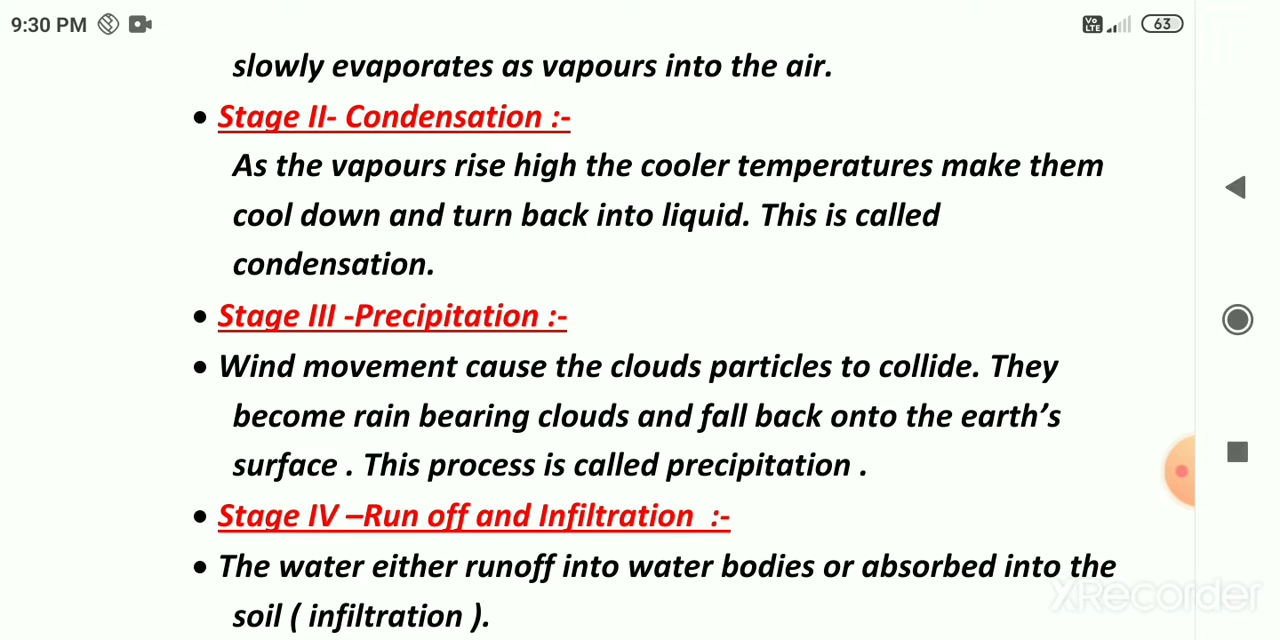 9:30 PM
Vo LTE 63
slowly evaporates as vapours into the air.
• Stage II- Condensation :-
As the vapours rise high the cooler temperatures make them
cool down and turn back into liquid. This is called
condensation.
• Stage III -Precipitation :-
• Wind movement cause the clouds particles to collide. They
become rain bearing clouds and fall back onto the earth’s
surface . This process is called precipitation .
• Stage IV –Run off and Infiltration :-
• The water either runoff into water bodies or absorbed into the
soil ( infiltration ).
XRecorder